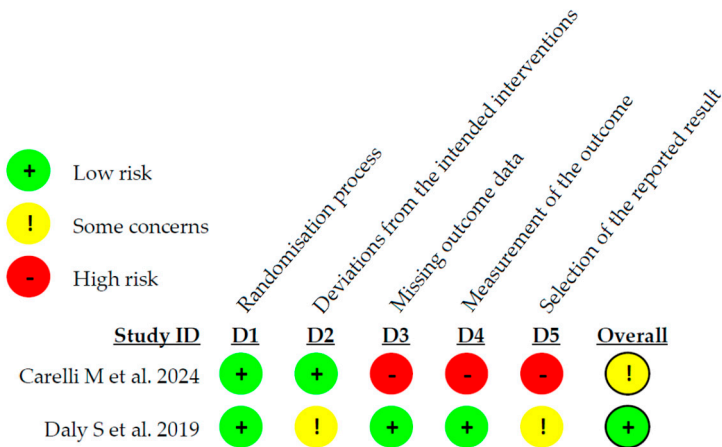 Randomisation process
Deviations from the intended interventions
Missing outcome data
Measurement of the outcome
Selection of the reported result
+ Low risk
! Some concerns
- High risk
Study ID D1 D2 D3 D4 D5 Overall
Carelli M et al. 2024 + + - - - !
Daly S et al. 2019 + ! + + ! +